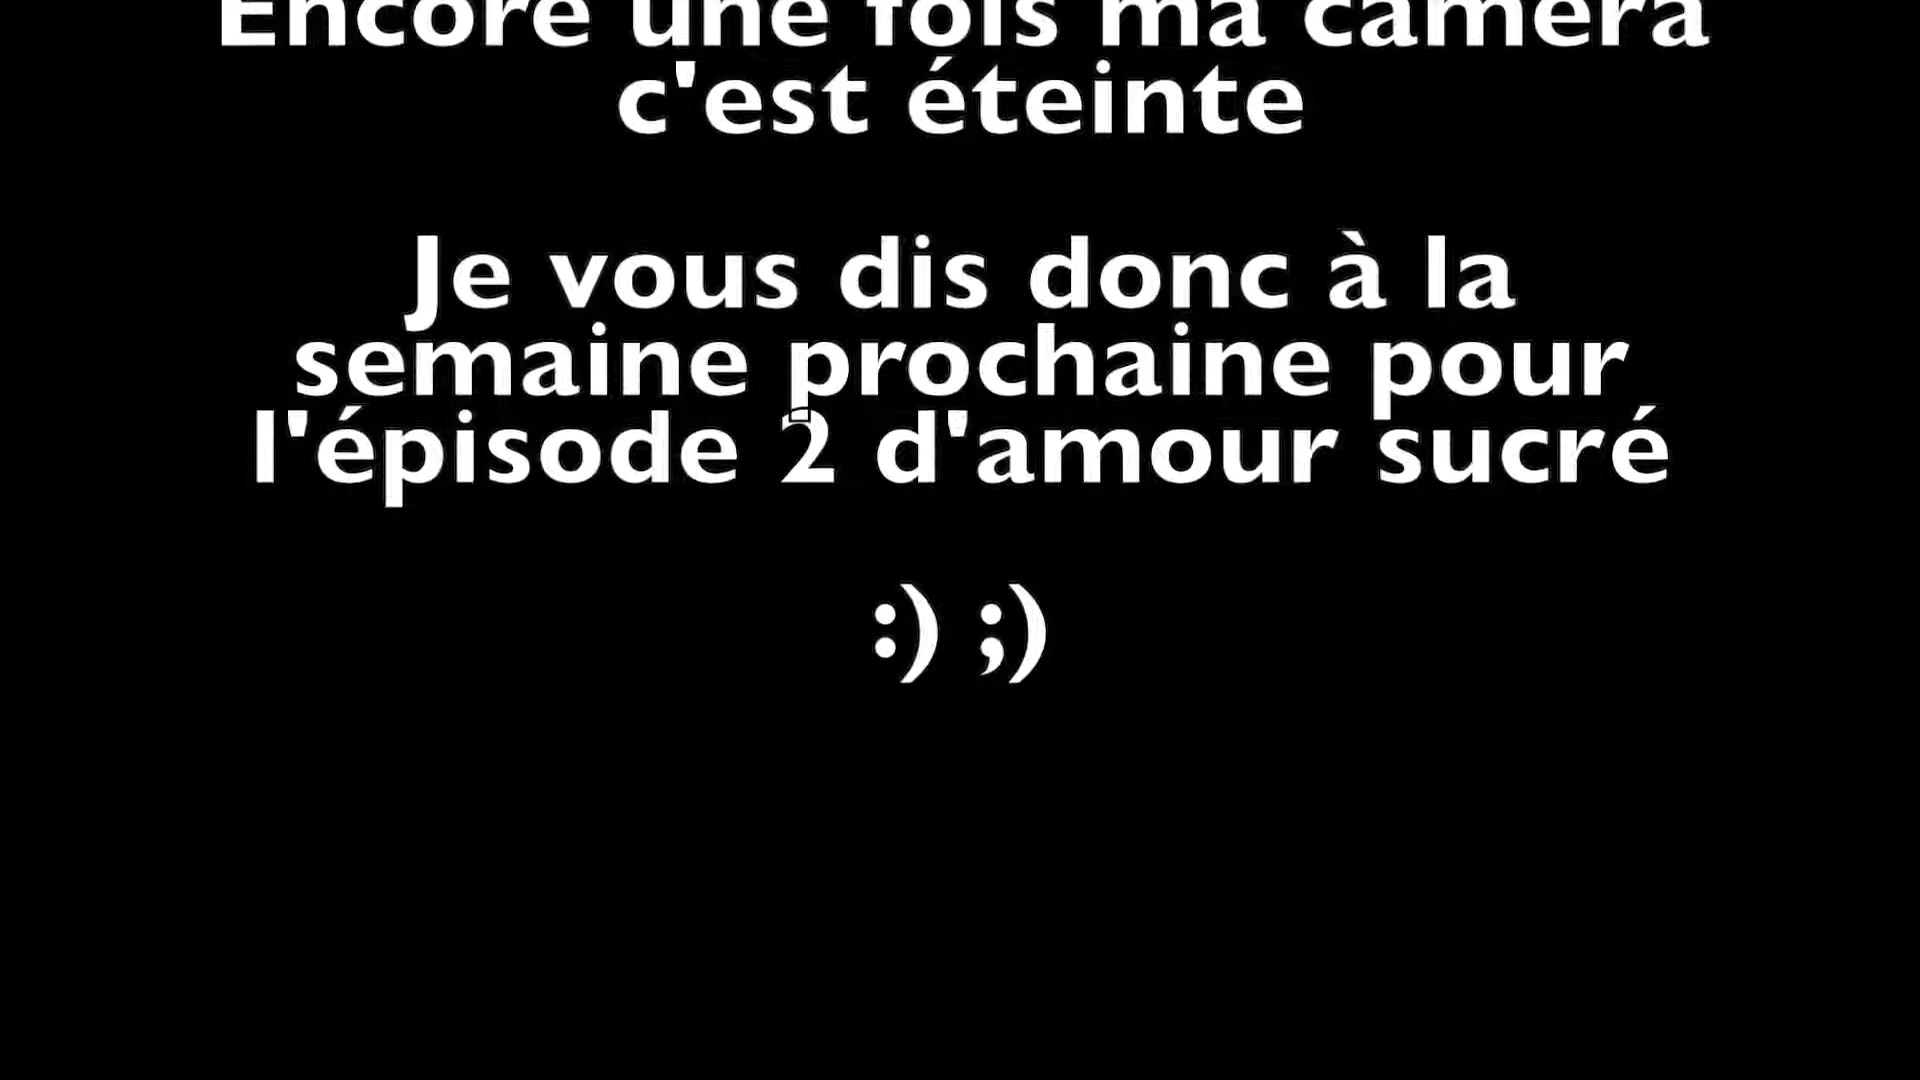 Encore une fois ma caméra
c'est éteinte
Je vous dis donc à la
semaine prochaine pour
l'épisode 2 d'amour sucré
:) ;)